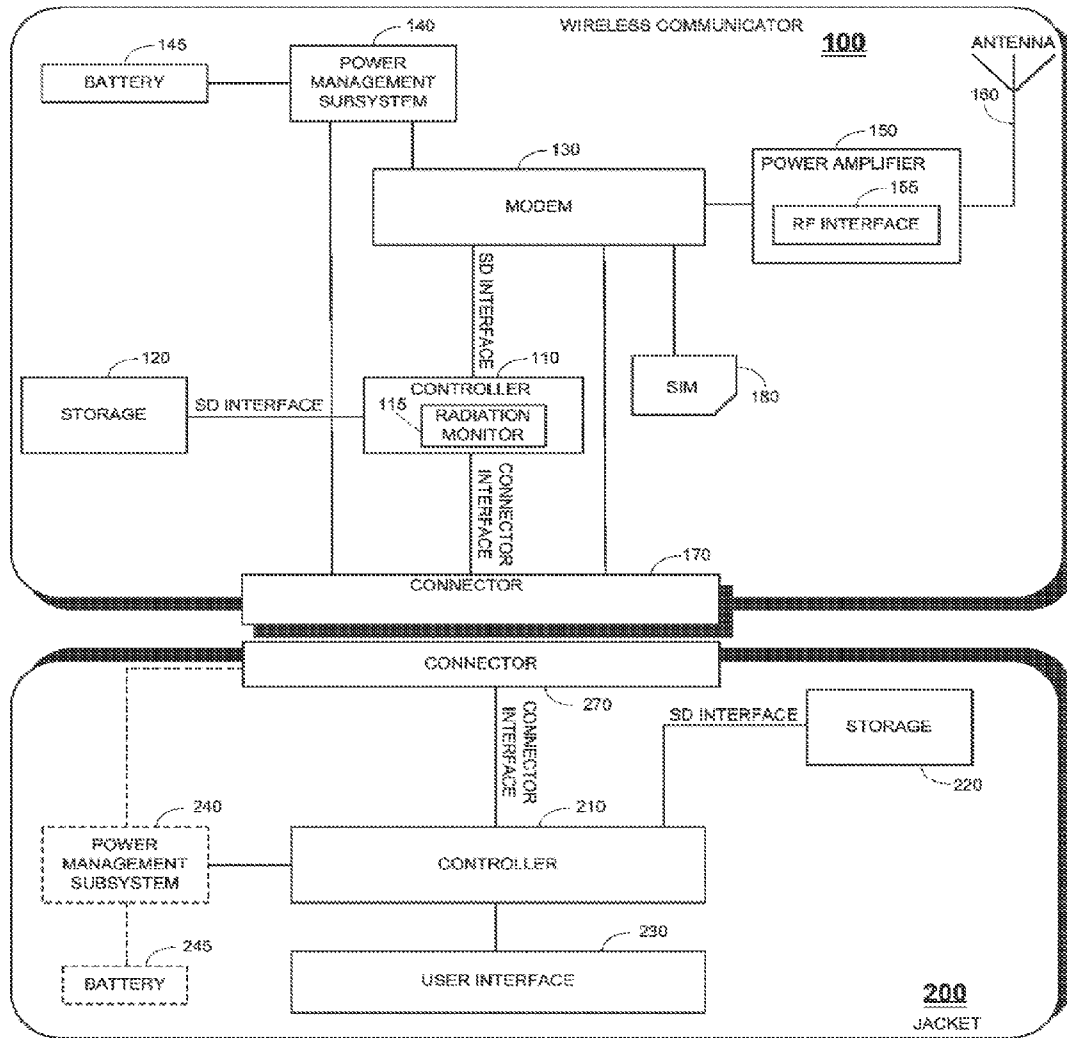 WIRELESS COMMUNICATOR
100
145
BATTERY
140
POWER
MANAGEMENT
SUBSYSTEM
ANTENNA
160
130
MODEM
150
POWER AMPLIFIER
155
RF INTERFACE
SD INTERFACE
120
STORAGE
SD INTERFACE
110
CONTROLLER
115
RADIATION
MONITOR
SIM
180
CONNECTOR
INTERFACE
170
CONNECTOR
CONNECTOR
270
CONNECTOR
INTERFACE
SD INTERFACE
STORAGE
220
240
POWER
MANAGEMENT
SUBSYSTEM
210
CONTROLLER
245
BATTERY
230
USER INTERFACE
200
JACKET